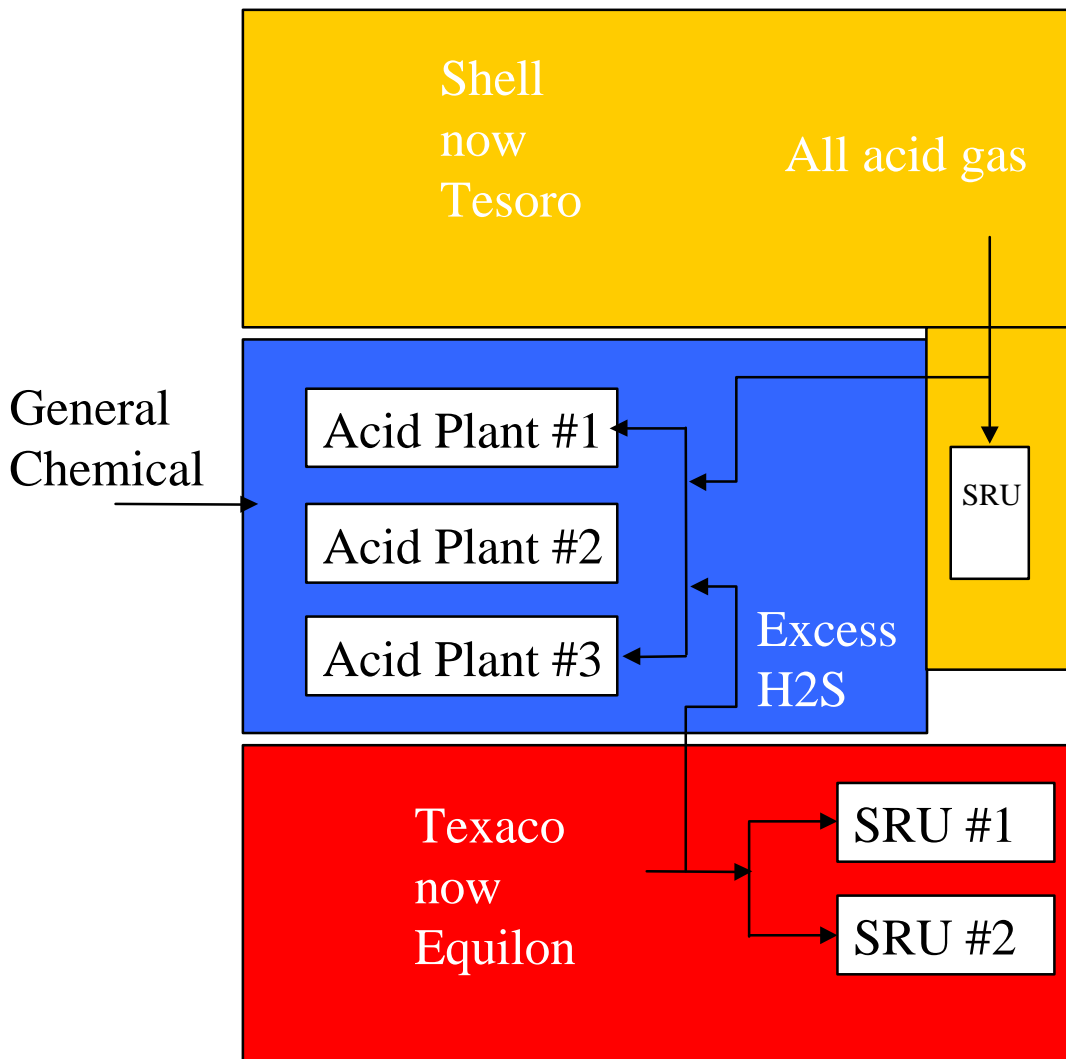 Shell
now
Tesoro
All acid gas
General
Chemical
Acid Plant #1
Acid Plant #2
Acid Plant #3
SRU
Excess
H2S
Texaco
now
Equilon
SRU #1
SRU #2